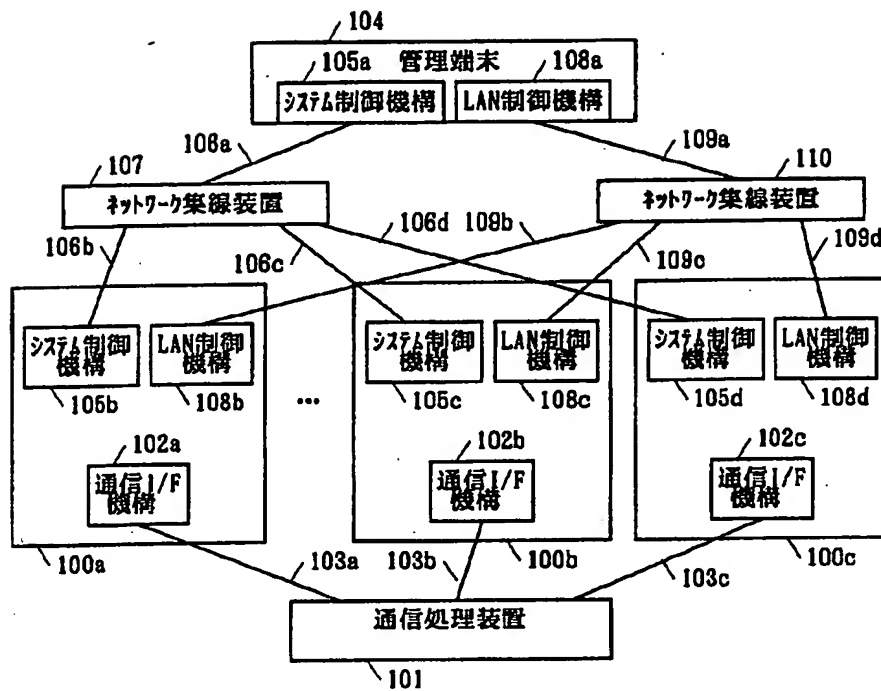 104
105a 管理端末 108a
システム制御機構 LAN制御機構
106a 109a
107 110
ネットワーク集線装置 ネットワーク集線装置
106b 106c 106d 109b 109c 109d
システム制御
機構
LAN制御
機構
システム制御
機構
LAN制御
機構
システム制御
機構
LAN制御
機構
105b 108b ... 105c 108c 105d 108d
102a 102b 102c
通信I/F
機構
通信I/F
機構
通信I/F
機構
100a 103a 103b 100b 103c 100c
通信処理装置
101